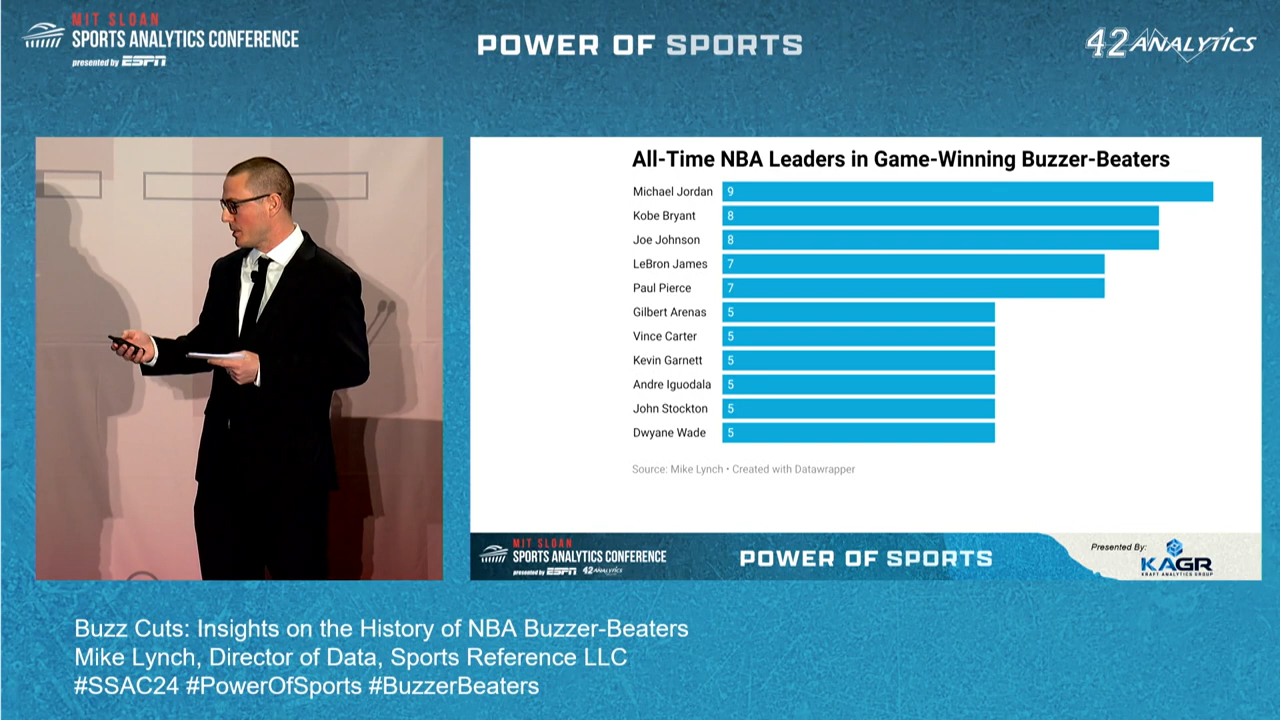 MIT SLOAN
SPORTS ANALYTICS CONFERENCE
presented by ESPN
POWER OF SPORTS
42 ANALYTICS
All-Time NBA Leaders in Game-Winning Buzzer-Beaters
Michael Jordan 9
Kobe Bryant 8
Joe Johnson 8
LeBron James 7
Paul Pierce 7
Gilbert Arenas 5
Vince Carter 5
Kevin Garnett 5
Andre Iguodala 5
John Stockton 5
Dwyane Wade 5
Source: Mike Lynch • Created with Datawrapper
MIT SLOAN
SPORTS ANALYTICS CONFERENCE
presented by ESPN 42 ANALYTICS
POWER OF SPORTS
Presented By:
KAGR
KRAFT ANALYTICS GROUP
Buzz Cuts: Insights on the History of NBA Buzzer-Beaters
Mike Lynch, Director of Data, Sports Reference LLC
#SSAC24 #PowerOfSports #BuzzerBeaters